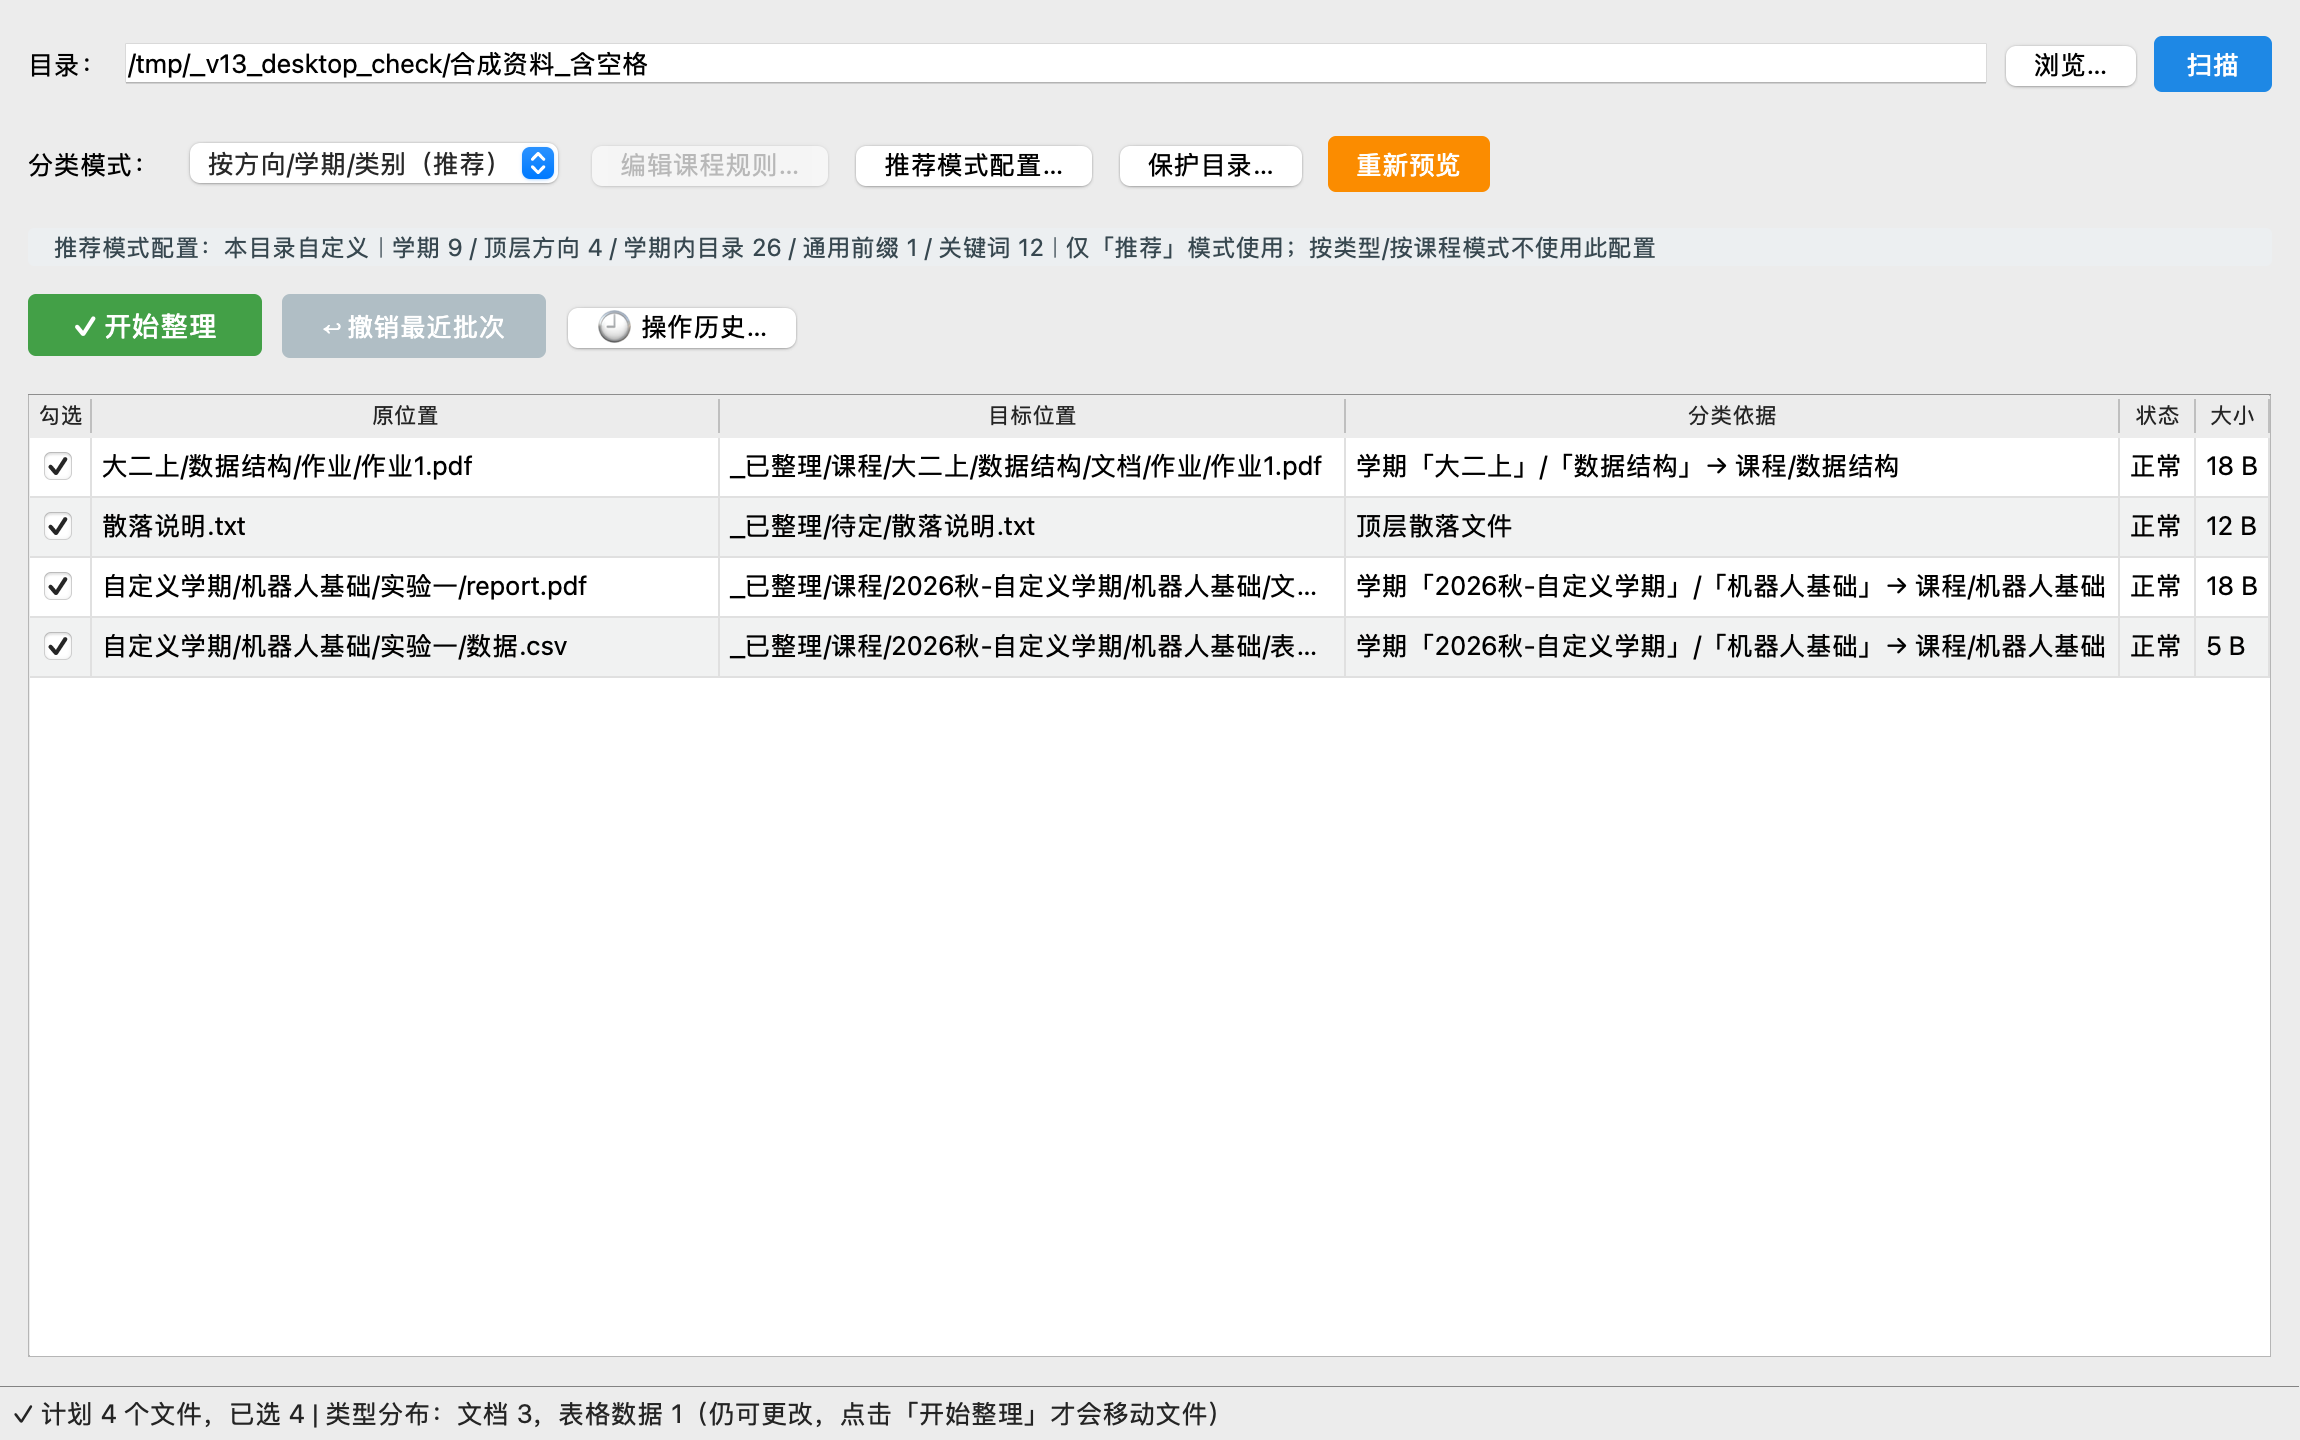 目录： /tmp/_v13_desktop_check/合成资料_含空格 浏览... 扫描
分类模式： 按方向/学期/类别（推荐） 编辑课程规则... 推荐模式配置... 保护目录... 重新预览
推荐模式配置：本目录自定义 | 学期 9 / 顶层方向 4 / 学期内目录 26 / 通用前缀 1 / 关键词 12 | 仅「推荐」模式使用；按类型/按课程模式不使用此配置
✓ 开始整理 ↩ 撤销最近批次 🕘 操作历史...
勾选 原位置 目标位置 分类依据 状态 大小
大二上/数据结构/作业/作业1.pdf _已整理/课程/大二上/数据结构/文档/作业/作业1.pdf 学期「大二上」/「数据结构」→ 课程/数据结构 正常 18 B
散落说明.txt _已整理/待定/散落说明.txt 顶层散落文件 正常 12 B
自定义学期/机器人基础/实验一/report.pdf _已整理/课程/2026秋-自定义学期/机器人基础/文... 学期「2026秋-自定义学期」/「机器人基础」→ 课程/机器人基础 正常 18 B
自定义学期/机器人基础/实验一/数据.csv _已整理/课程/2026秋-自定义学期/机器人基础/表... 学期「2026秋-自定义学期」/「机器人基础」→ 课程/机器人基础 正常 5 B
✓ 计划 4 个文件，已选 4 | 类型分布：文档 3，表格数据 1（仍可更改，点击「开始整理」才会移动文件）